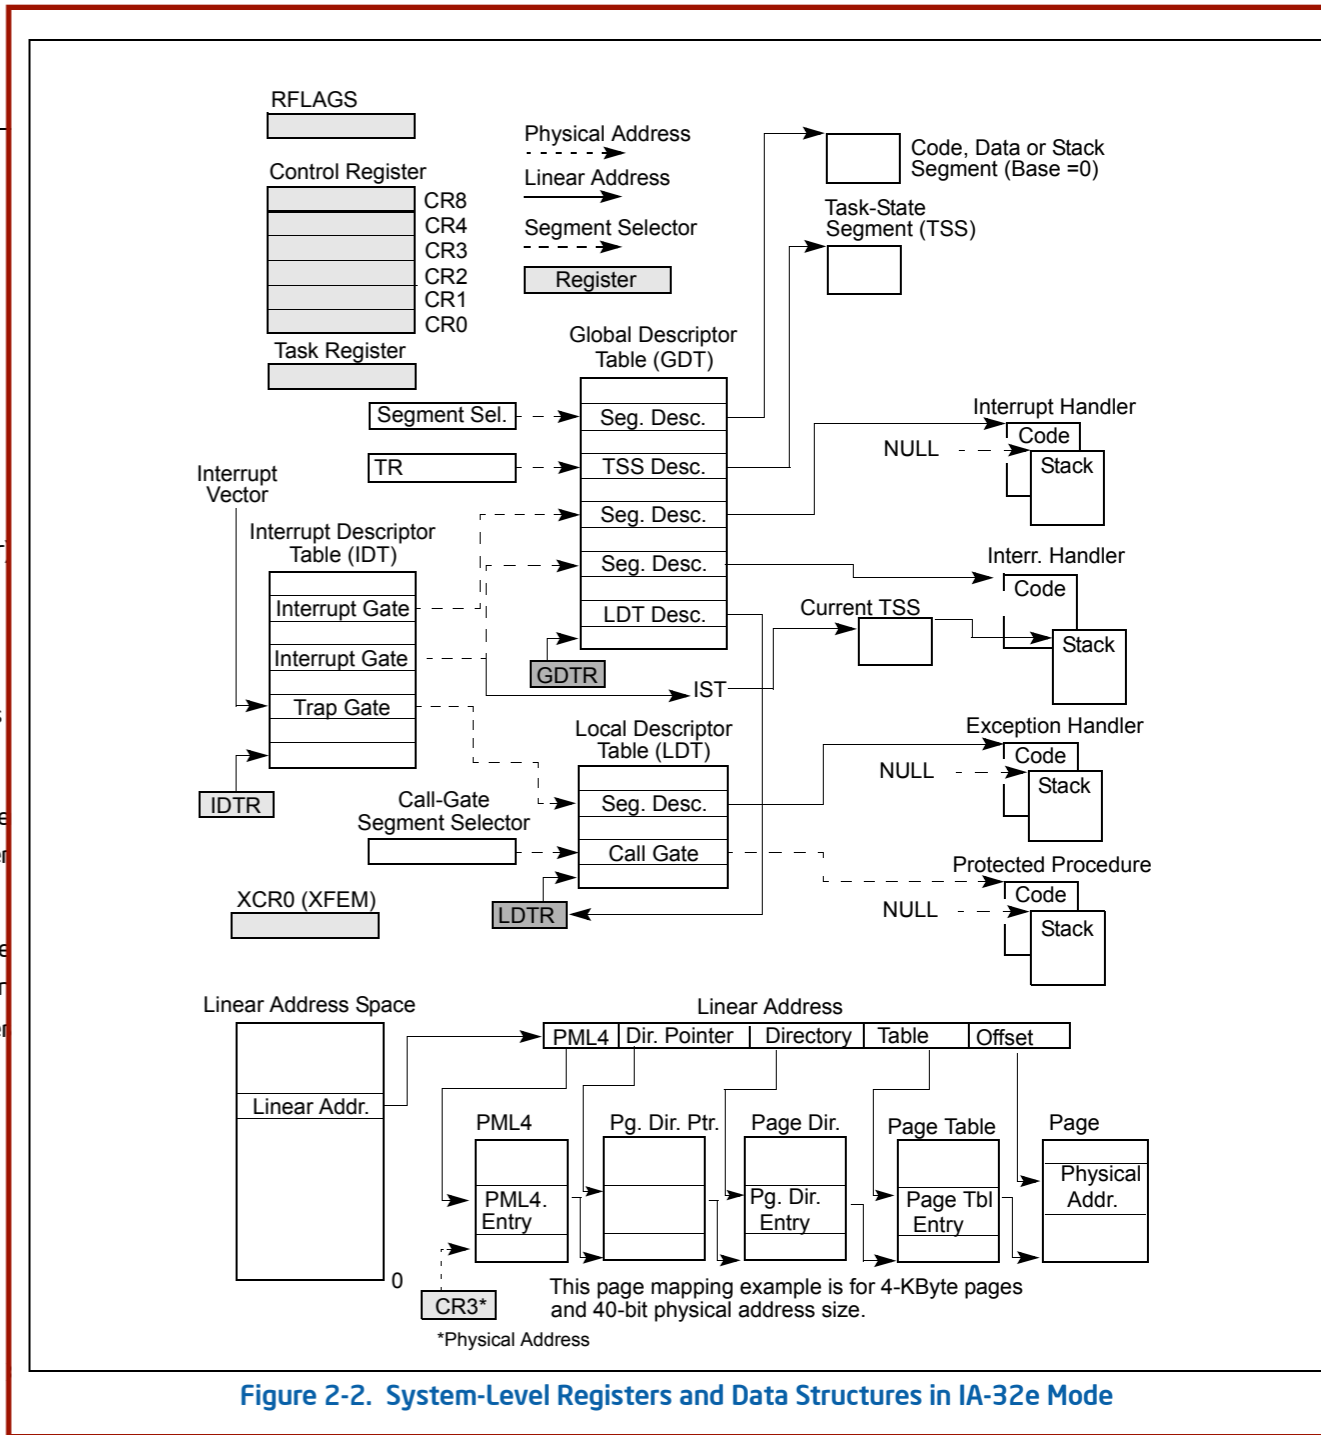 RFLAGS
Physical Address
Code, Data or Stack
Segment (Base =0)
Control Register
Linear Address
CR8
Task-State
Segment (TSS)
CR4
Segment Selector
CR3
CR2
Register
CR1
CR0
Global Descriptor
Table (GDT)
Task Register
Segment Sel.
Seg. Desc.
Interrupt Handler
Code
NULL
Stack
TR
TSS Desc.
Interrupt
Vector
Seg. Desc.
Interrupt Descriptor
Table (IDT)
Seg. Desc.
Interr. Handler
Code
Interrupt Gate
LDT Desc.
Current TSS
Stack
Interrupt Gate
GDTR
IST
Trap Gate
Local Descriptor
Table (LDT)
Exception Handler
Code
NULL
Stack
IDTR
Call-Gate
Segment Selector
Seg. Desc.
Call Gate
Protected Procedure
Code
XCR0 (XFEM)
LDTR
NULL
Stack
Linear Address Space
Linear Address
PML4 Dir. Pointer Directory Table Offset
Linear Addr.
PML4
Pg. Dir. Ptr.
Page Dir.
Page Table
Page
Physical
Addr.
PML4.
Entry
Pg. Dir.
Entry
Page Tbl
Entry
0
This page mapping example is for 4-KByte pages
and 40-bit physical address size.
CR3*
*Physical Address
Figure 2-2. System-Level Registers and Data Structures in IA-32e Mode